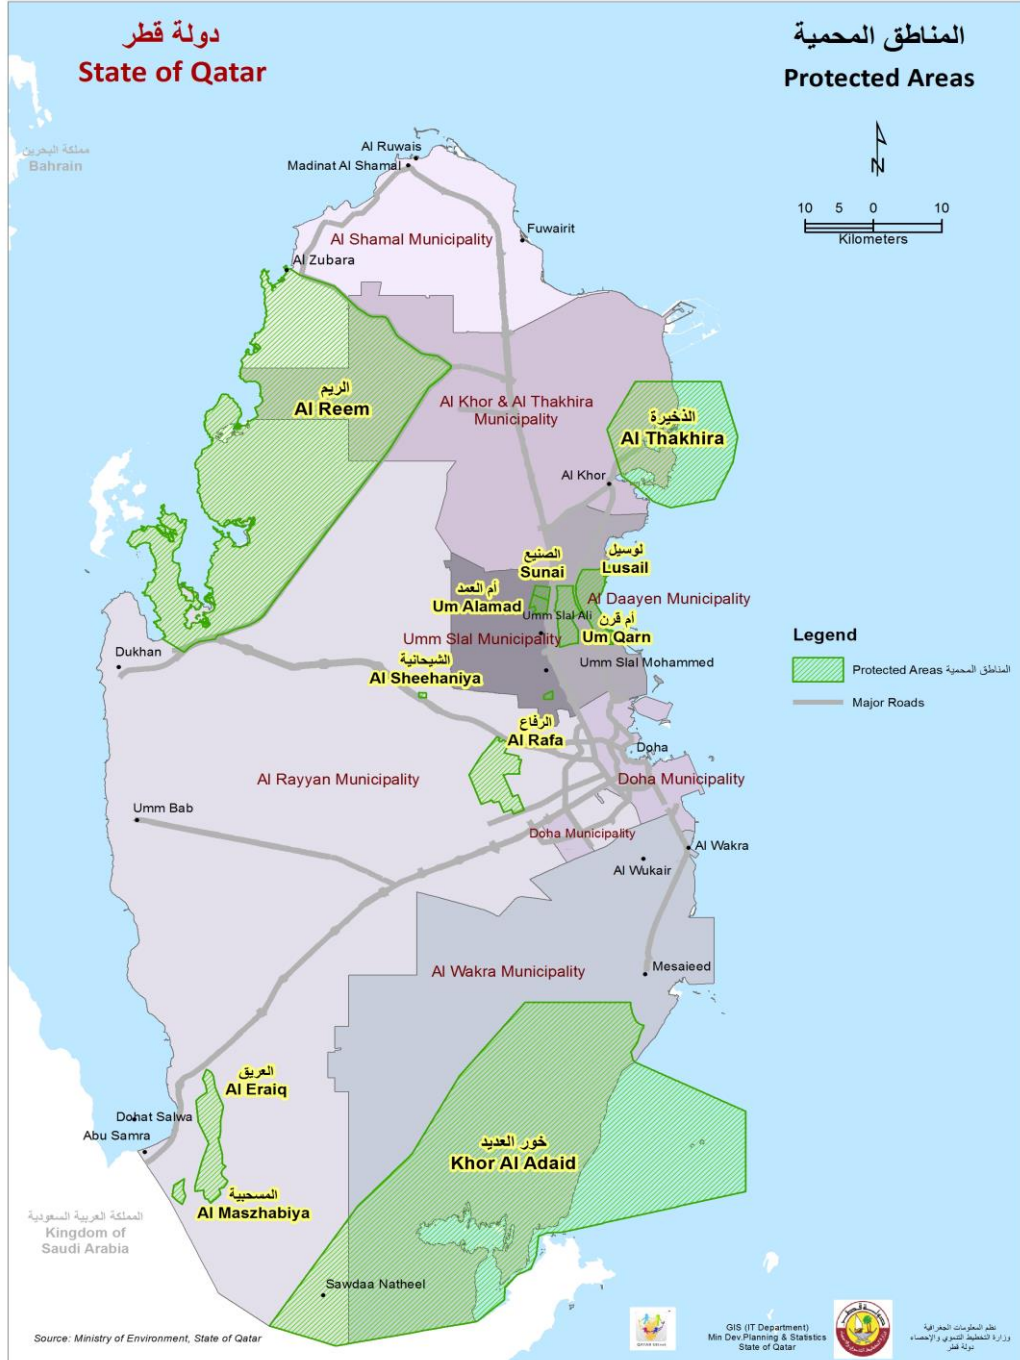 دولة قطر
State of Qatar
المناطق المحمية
Protected Areas
مملكة البحرين
Bahrain
N
10 5 0 10
Kilometers
Al Ruwais
Madinat Al Shamal
Fuwairit
Al Shamal Municipality
Al Zubara
الريم
Al Reem
Al Khor & Al Thakhira
Municipality
الذخيرة
Al Thakhira
Al Khor
الصنيع
Sunai
لوسيل
Lusail
أم العمد
Um Alamad
Al Daayen Municipality
Umm Slal Ali
أم قرن
Um Qarn
Umm Slal Municipality
Umm Slal Mohammed
Dukhan
الشيحانية
Al Sheehaniya
الرفاع
Al Rafa
Doha
Al Rayyan Municipality
Doha Municipality
Umm Bab
Doha Municipality
Al Wakra
Al Wukair
Legend
Protected Areas المناطق المحمية
Major Roads
Al Wakra Municipality
Mesaieed
العريق
Al Eraiq
Dohat Salwa
Abu Samra
خور العديد
Khor Al Adaid
المسحبية
Al Maszhabiya
المملكة العربية السعودية
Kingdom of
Saudi Arabia
Sawdaa Natheel
Source: Ministry of Environment, State of Qatar
GIS (IT Department)
Min Dev.Planning & Statistics
State of Qatar
نظم المعلومات الجغرافية
وزارة التخطيط التنموي والإحصاء
دولة قطر